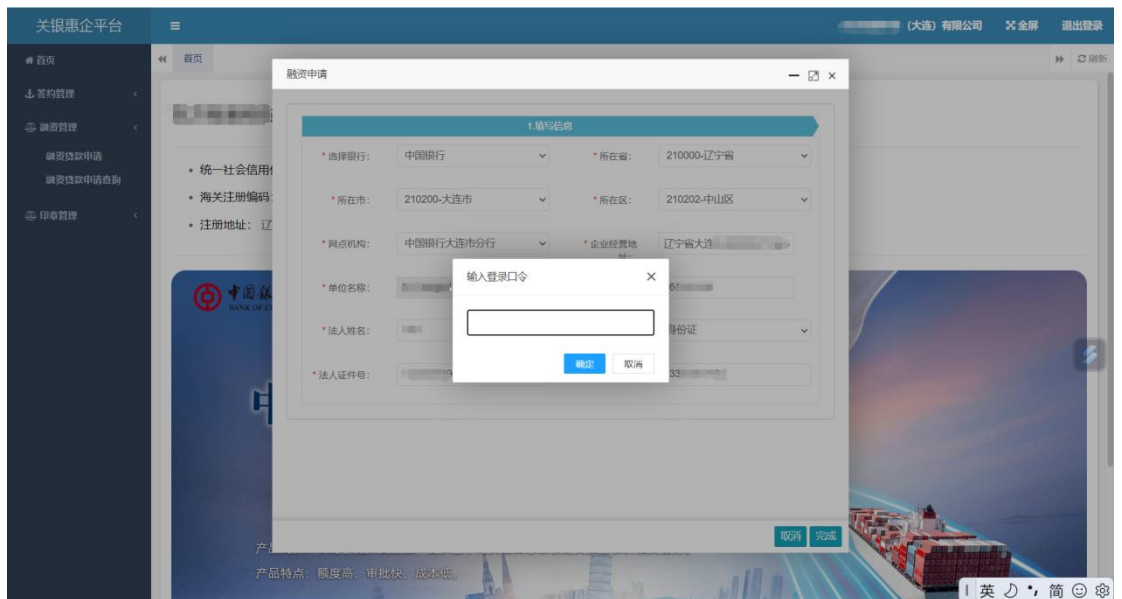 关银惠企平台
(大连) 有限公司 全屏 退出登录
首页
首页
刷新
签约管理
融资管理
融资贷款申请
融资贷款申请查询
印章管理
统一社会信用
海关注册编码:
注册地址: 辽
融资申请
1.填写信息
*选择银行: 中国银行
*所在省: 210000-辽宁省
*所在市: 210200-大连市
*所在区: 210202-中山区
*网点机构: 中国银行大连市分行
*企业经营地 辽宁省大连
*单位名称:
*法人姓名:
份证
*法人证件号:
33
输入登录口令
确定 取消
取消 完成
中国
BANK OF C
中
产品特点: 额度高、审批快、成本低。
英 简